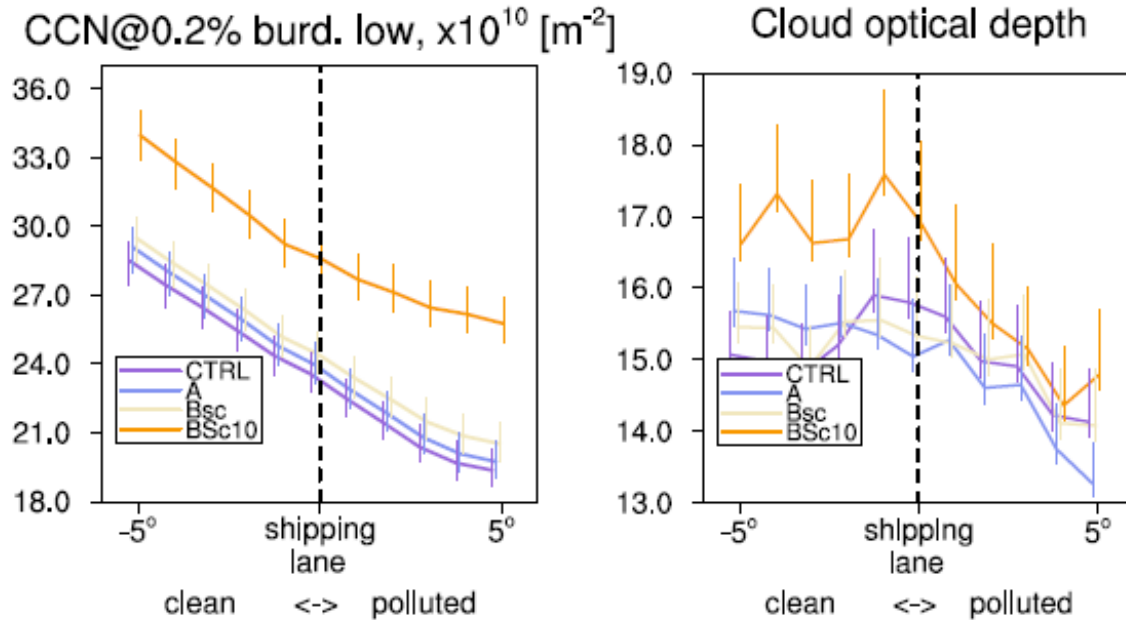 CCN@0.2% burd. low, x10¹⁰ [m⁻²]
36.0
33.0
30.0
27.0
24.0
21.0
18.0
CTRL
A
Bsc
BSc10
−5° shipping lane 5°
clean <-> polluted
Cloud optical depth
19.0
18.0
17.0
16.0
15.0
14.0
13.0
CTRL
A
Bsc
BSc10
−5° shipping lane 5°
clean <-> polluted